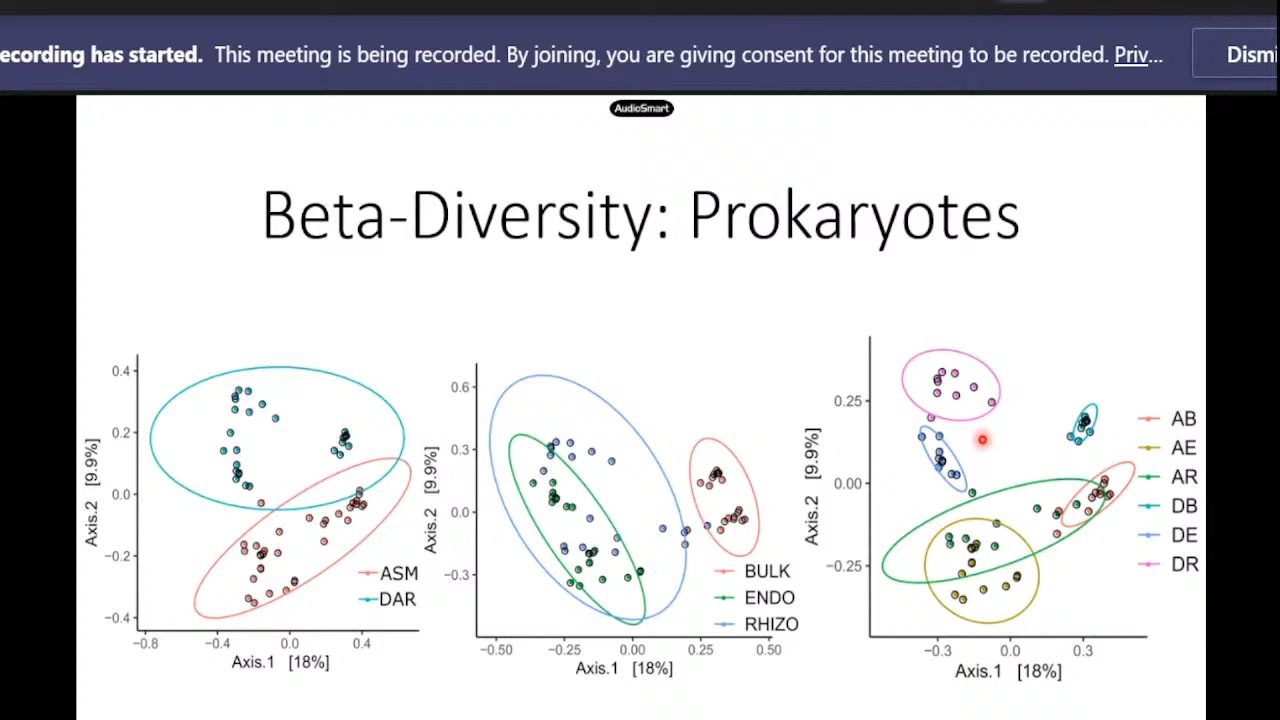 ecording has started. This meeting is being recorded. By joining, you are giving consent for this meeting to be recorded. Priv...
Dismi
AudioSmart
Beta-Diversity: Prokaryotes
0.4
0.2
0.0
−0.2
−0.4
−0.8 −0.4 0.0 0.4
Axis.2 [9.9%]
Axis.1 [18%]
ASM
DAR
0.6
0.3
0.0
−0.3
−0.50 −0.25 0.00 0.25 0.50
Axis.2 [9.9%]
Axis.1 [18%]
BULK
ENDO
RHIZO
0.25
0.00
−0.25
−0.3 0.0 0.3
Axis.2 [9.9%]
Axis.1 [18%]
AB
AE
AR
DB
DE
DR